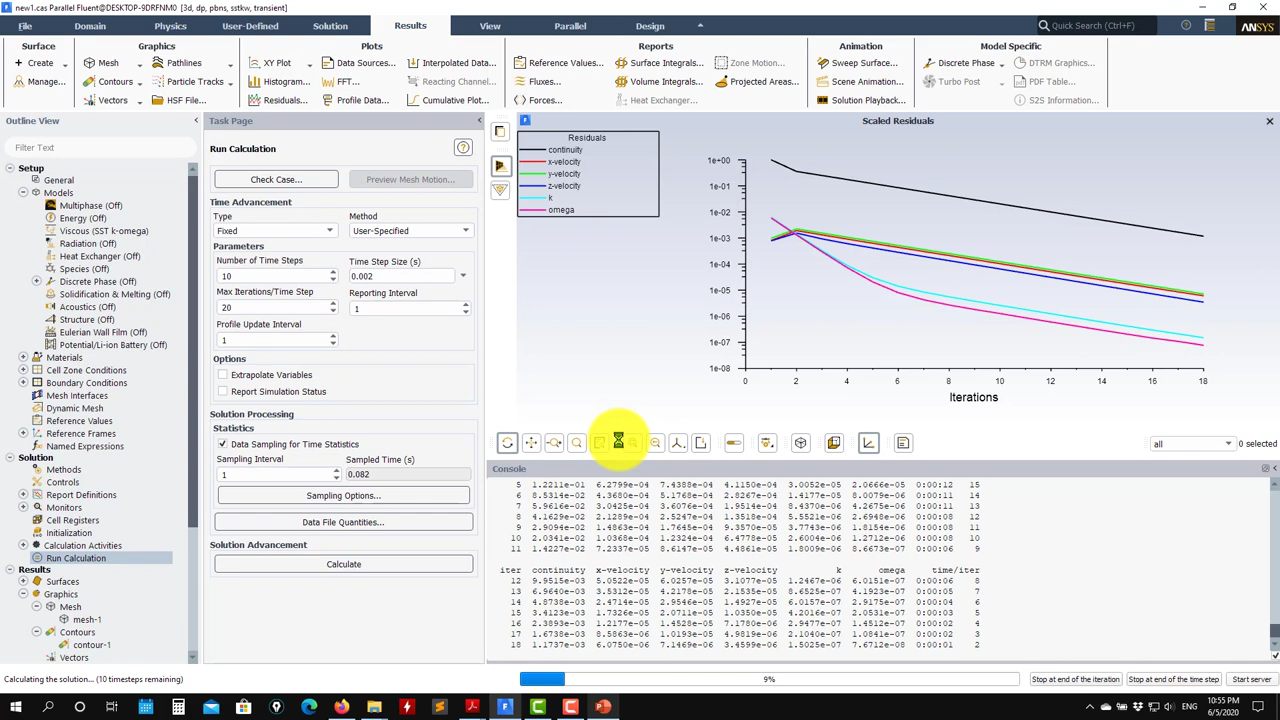 new1.cas Parallel Fluent@DESKTOP-9DRFNM0 [3d, dp, pbns, sstkw, transient]
File Domain Physics User-Defined Solution Results View Parallel Design Quick Search (Ctrl+F) ANSYS
Surface Graphics Plots Reports Animation Model Specific
Create Mesh Pathlines XY Plot Data Sources... Interpolated Data... Reference Values... Surface Integrals... Zone Motion... Sweep Surface... Discrete Phase DTRM Graphics...
Manage... Contours Particle Tracks Histogram... FFT... Reacting Channel... Fluxes... Volume Integrals... Projected Areas... Scene Animation... Turbo Post PDF Table...
Vectors HSF File... Residuals... Profile Data... Cumulative Plot... Forces... Heat Exchanger... Solution Playback... S2S Information...
Outline View
Filter Text
Setup
General
Models
Multiphase (Off)
Energy (Off)
Viscous (SST k-omega)
Radiation (Off)
Heat Exchanger (Off)
Species (Off)
Discrete Phase (Off)
Solidification & Melting (Off)
Acoustics (Off)
Structure (Off)
Eulerian Wall Film (Off)
Potential/Li-ion Battery (Off)
Materials
Cell Zone Conditions
Boundary Conditions
Mesh Interfaces
Dynamic Mesh
Reference Values
Reference Frames
Named Expressions
Solution
Methods
Controls
Report Definitions
Monitors
Cell Registers
Initialization
Calculation Activities
Run Calculation
Results
Surfaces
Graphics
Mesh
mesh-1
Contours
contour-1
Vectors
Task Page
Run Calculation
Check Case... Preview Mesh Motion...
Time Advancement
Type Method
Fixed User-Specified
Parameters
Number of Time Steps Time Step Size (s)
10 0.002
Max Iterations/Time Step Reporting Interval
20 1
Profile Update Interval
1
Options
Extrapolate Variables
Report Simulation Status
Solution Processing
Statistics
Data Sampling for Time Statistics
Sampling Interval Sampled Time (s)
1 0.082
Sampling Options...
Data File Quantities...
Solution Advancement
Calculate
Scaled Residuals
Residuals
continuity
x-velocity
y-velocity
z-velocity
k
omega
1e+00
1e-01
1e-02
1e-03
1e-04
1e-05
1e-06
1e-07
1e-08
0 2 4 6 8 10 12 14 16 18
Iterations
all 0 selected
Console
5 1.2211e-01 6.2799e-04 7.4388e-04 4.1150e-04 3.0052e-05 2.0666e-05 0:00:12 15
6 8.5314e-02 4.3680e-04 5.1768e-04 2.8267e-04 1.4177e-05 8.0079e-06 0:00:11 14
7 5.9616e-02 3.0425e-04 3.6076e-04 1.9514e-04 8.4370e-06 4.2675e-06 0:00:10 13
8 4.1629e-02 2.1289e-04 2.5247e-04 1.3518e-04 5.5521e-06 2.6948e-06 0:00:08 12
9 2.9094e-02 1.4863e-04 1.7645e-04 9.3570e-05 3.7743e-06 1.8154e-06 0:00:08 11
10 2.0341e-02 1.0368e-04 1.2324e-04 6.4778e-05 2.6004e-06 1.2712e-06 0:00:08 10
11 1.4227e-02 7.2337e-05 8.6147e-05 4.4861e-05 1.8009e-06 8.6673e-07 0:00:06 9
iter continuity x-velocity y-velocity z-velocity k omega time/iter
12 9.9515e-03 5.0522e-05 6.0257e-05 3.1077e-05 1.2467e-06 6.0151e-07 0:00:06 8
13 6.9640e-03 3.5312e-05 4.2178e-05 2.1535e-05 8.6525e-07 4.1923e-07 0:00:05 7
14 4.8738e-03 2.4714e-05 2.9546e-05 1.4927e-05 6.0157e-07 2.9175e-07 0:00:04 6
15 3.4123e-03 1.7326e-05 2.0711e-05 1.0350e-05 4.2016e-07 2.0531e-07 0:00:03 5
16 2.3893e-03 1.2177e-05 1.4528e-05 7.1780e-06 2.9477e-07 1.4512e-07 0:00:02 4
17 1.6738e-03 8.5863e-06 1.0193e-05 4.9819e-06 2.1040e-07 1.0841e-07 0:00:02 3
18 1.1737e-03 6.0750e-06 7.1469e-06 3.4599e-06 1.5025e-07 7.6712e-08 0:00:01 2
Calculating the solution... (10 timesteps remaining) 9% Stop at end of the iteration Stop at end of the time step Start server
ENG 10:55 PM
6/5/2020